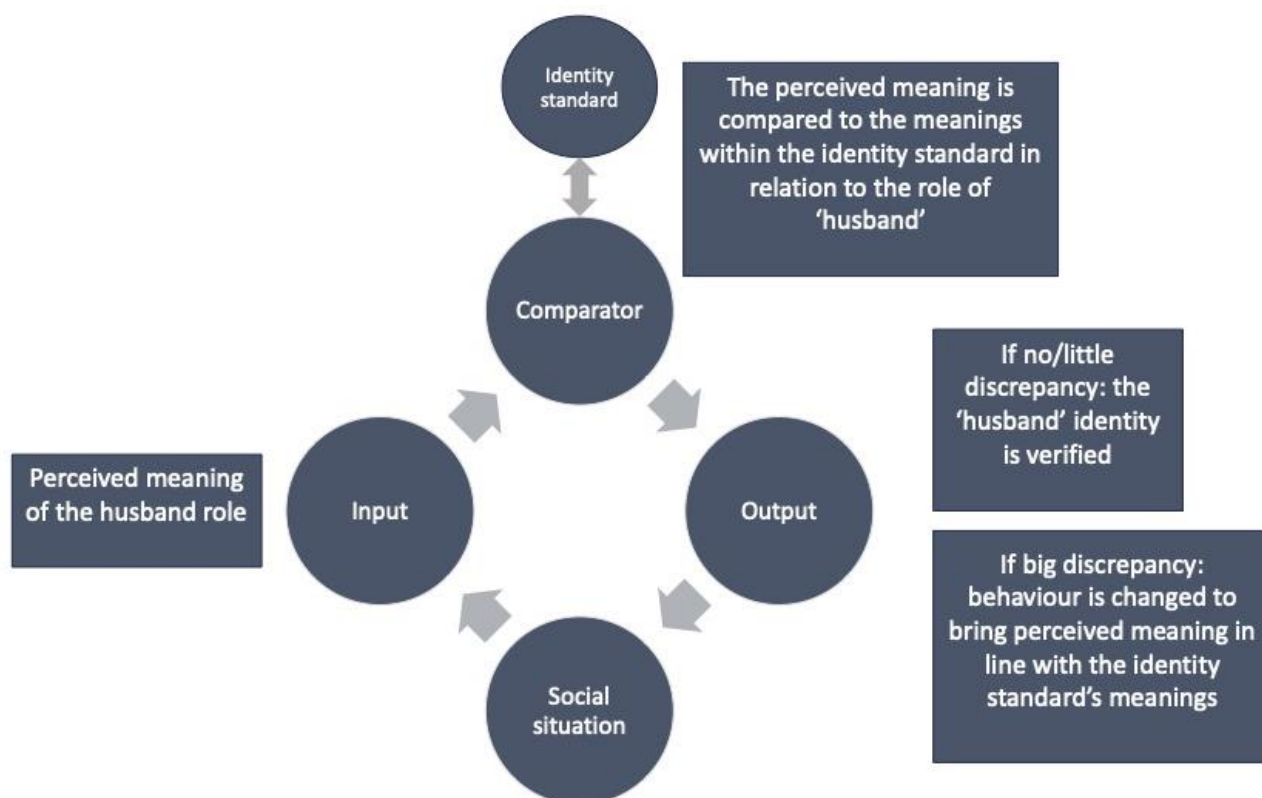 Identity
standard
The perceived meaning is
compared to the meanings
within the identity standard in
relation to the role of
‘husband’
Comparator
If no/little
discrepancy: the
‘husband’ identity
is verified
Perceived meaning
of the husband role
Input
Output
If big discrepancy:
behaviour is changed to
bring perceived meaning in
line with the identity
standard’s meanings
Social
situation